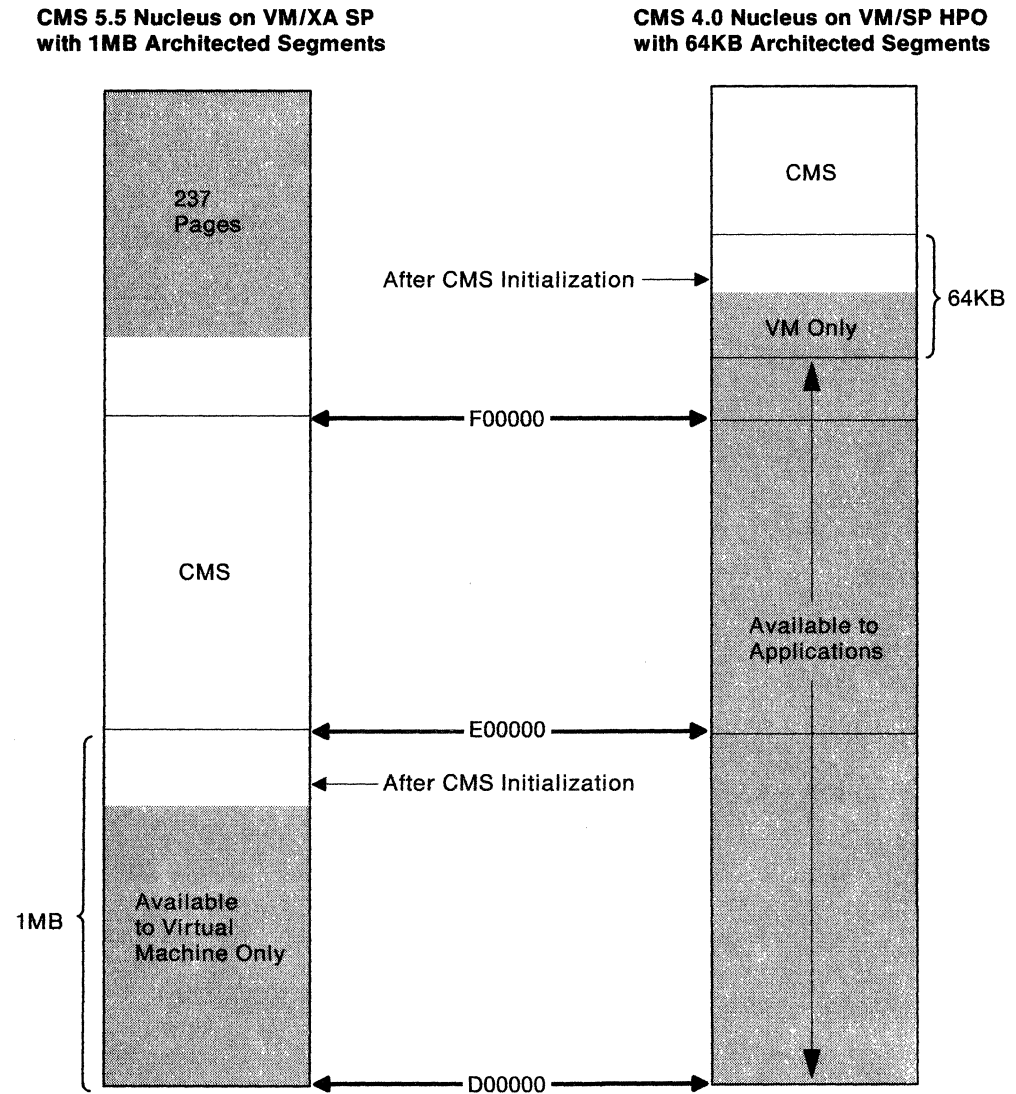 CMS 5.5 Nucleus on VM/XA SP
with 1MB Architected Segments
CMS 4.0 Nucleus on VM/SP HPO
with 64KB Architected Segments
237
Pages
CMS
After CMS Initialization
64KB
VM Only
F00000
CMS
Available to
Applications
E00000
After CMS Initialization
1MB
Available
to Virtual
Machine Only
D00000